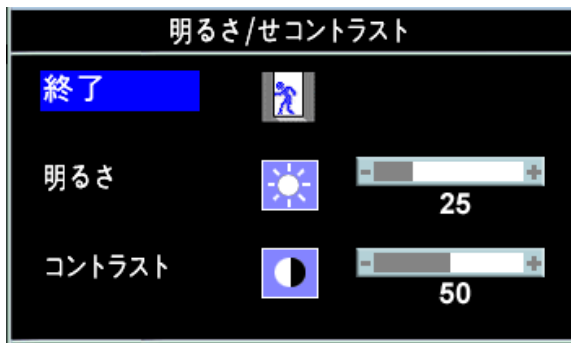 明るさ/せコントラスト
終了
明るさ
- +
25
コントラスト
- +
50